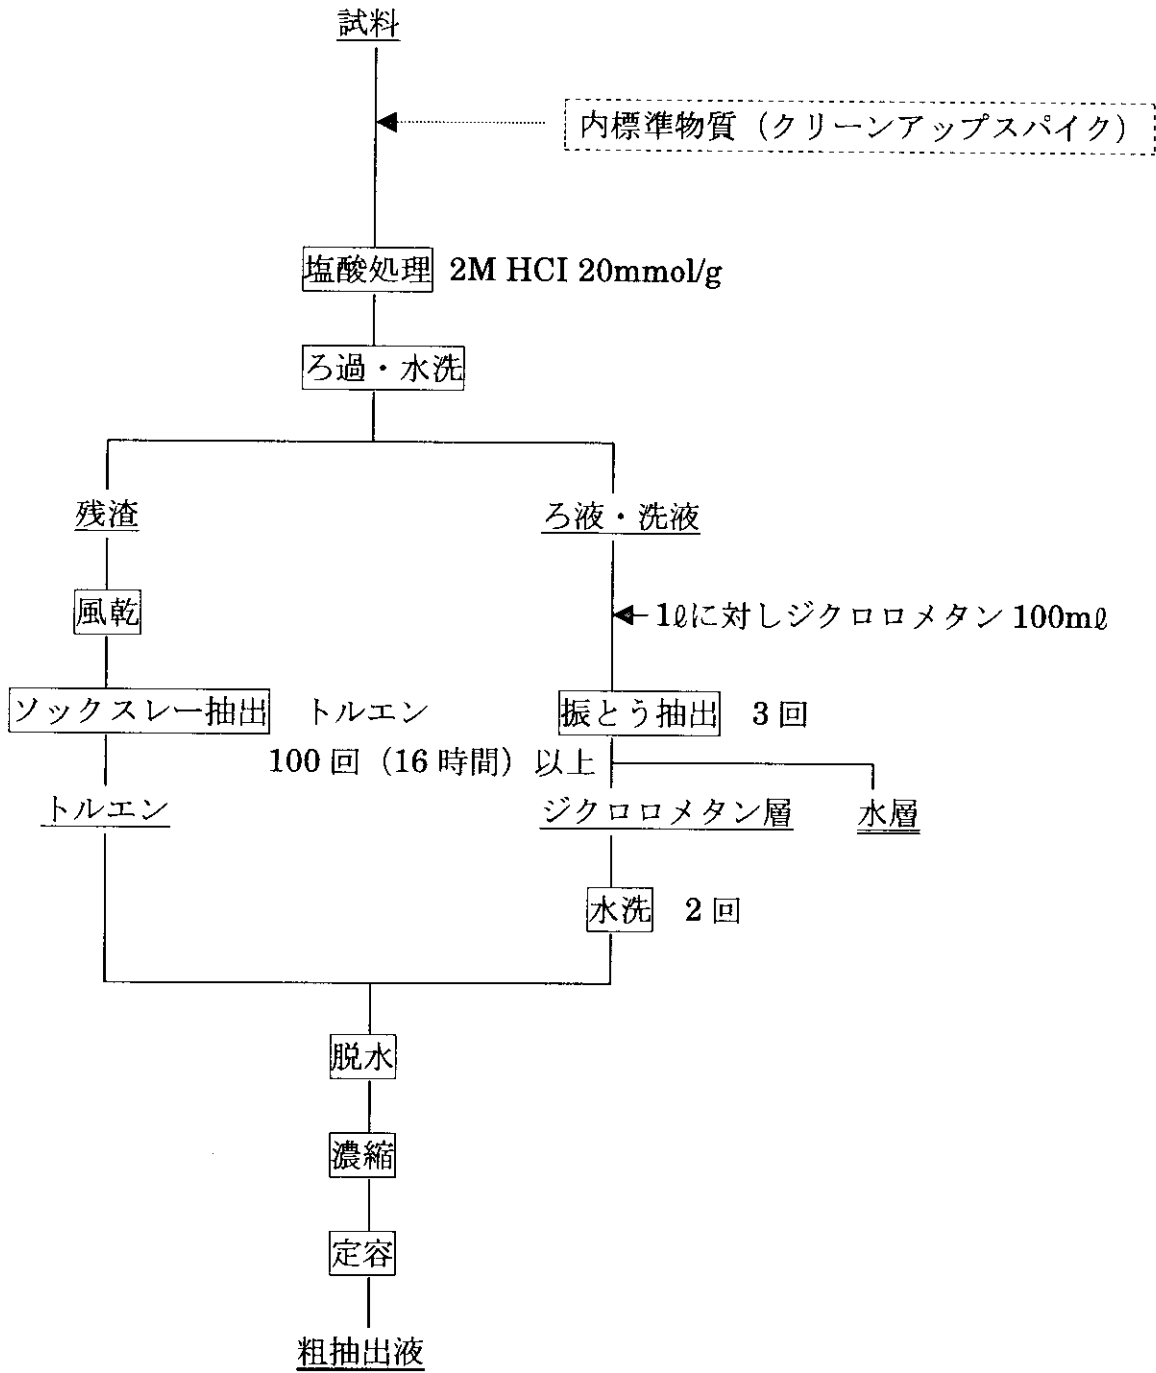 試料
内標準物質（クリーンアップスパイク）
塩酸処理 2M HCl 20mmol/g
ろ過・水洗
残渣
ろ液・洗液
風乾
1ℓに対しジクロロメタン 100mℓ
ソックスレー抽出 トルエン
振とう抽出 3回
100回（16時間）以上
トルエン
ジクロロメタン層
水層
水洗 2回
脱水
濃縮
定容
粗抽出液